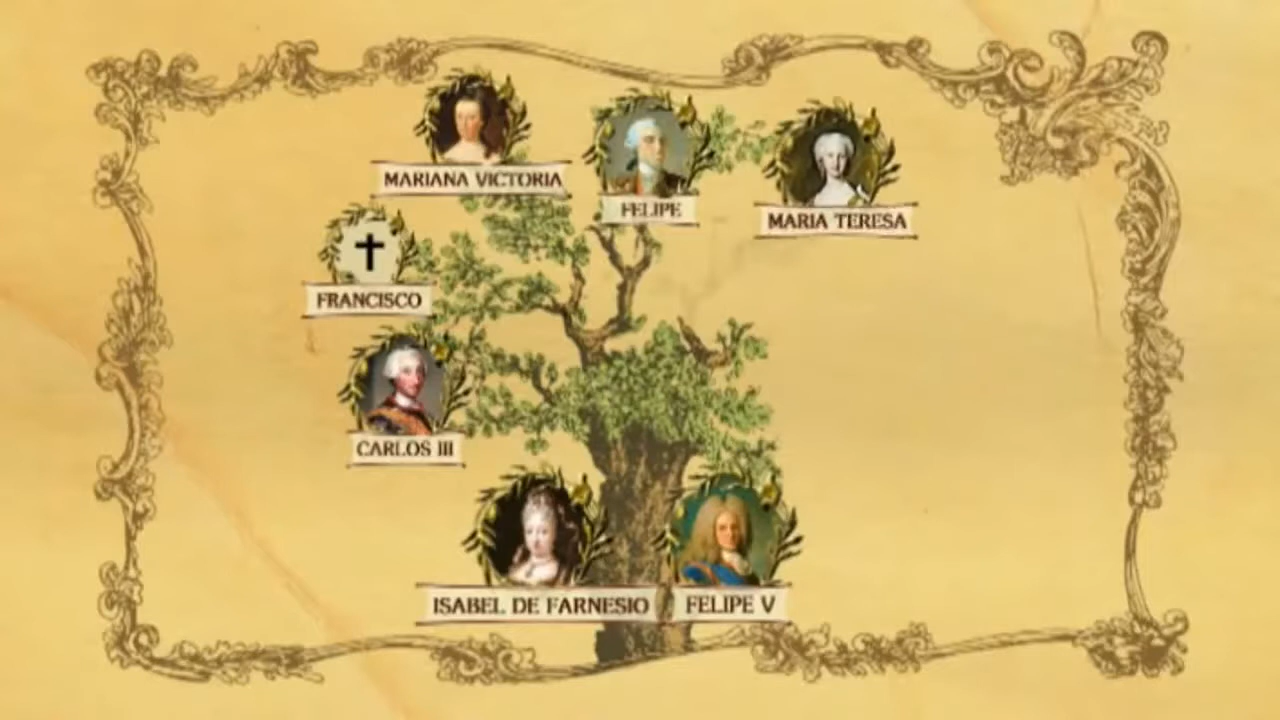 MARIANA VICTORIA
FELIPE
MARIA TERESA
FRANCISCO
CARLOS III
ISABEL DE FARNESIO
FELIPE V